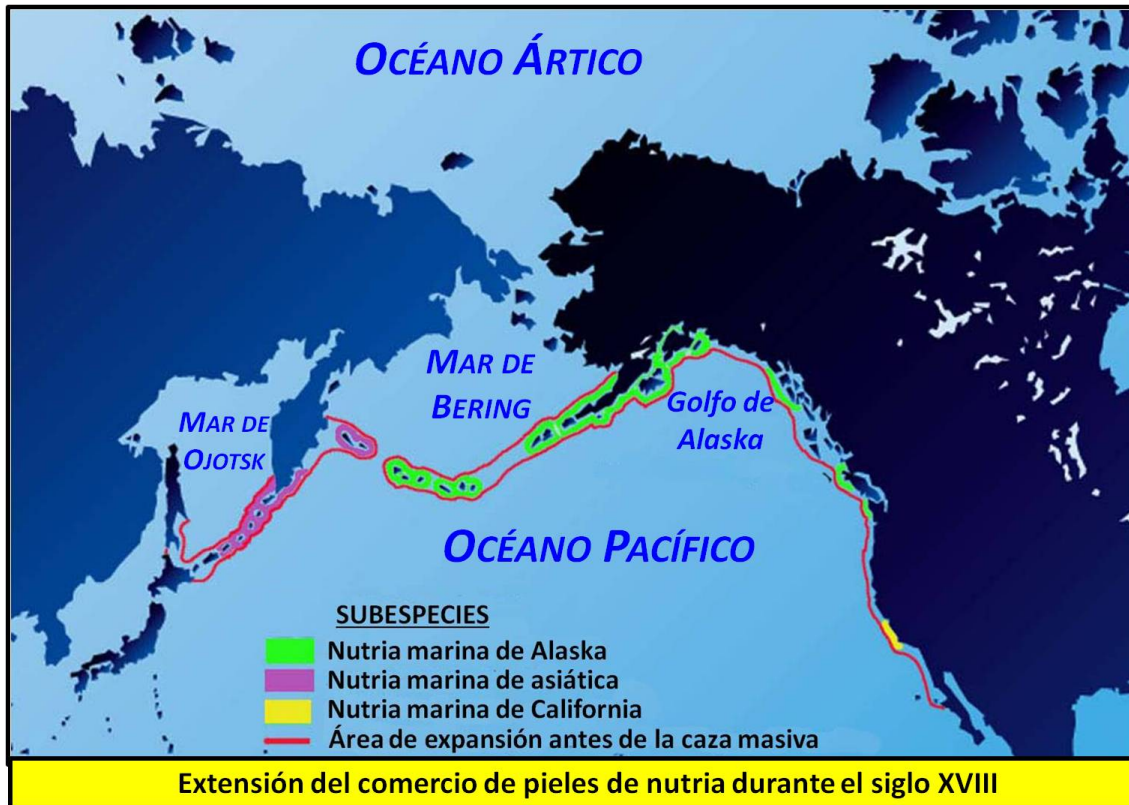 OCÉANO ÁRTICO
MAR DE
BERING
Golfo de
Alaska
MAR DE
OJOTSK
OCÉANO PACÍFICO
SUBESPECIES
Nutria marina de Alaska
Nutria marina de asiática
Nutria marina de California
Área de expansión antes de la caza masiva
Extensión del comercio de pieles de nutria durante el siglo XVIII